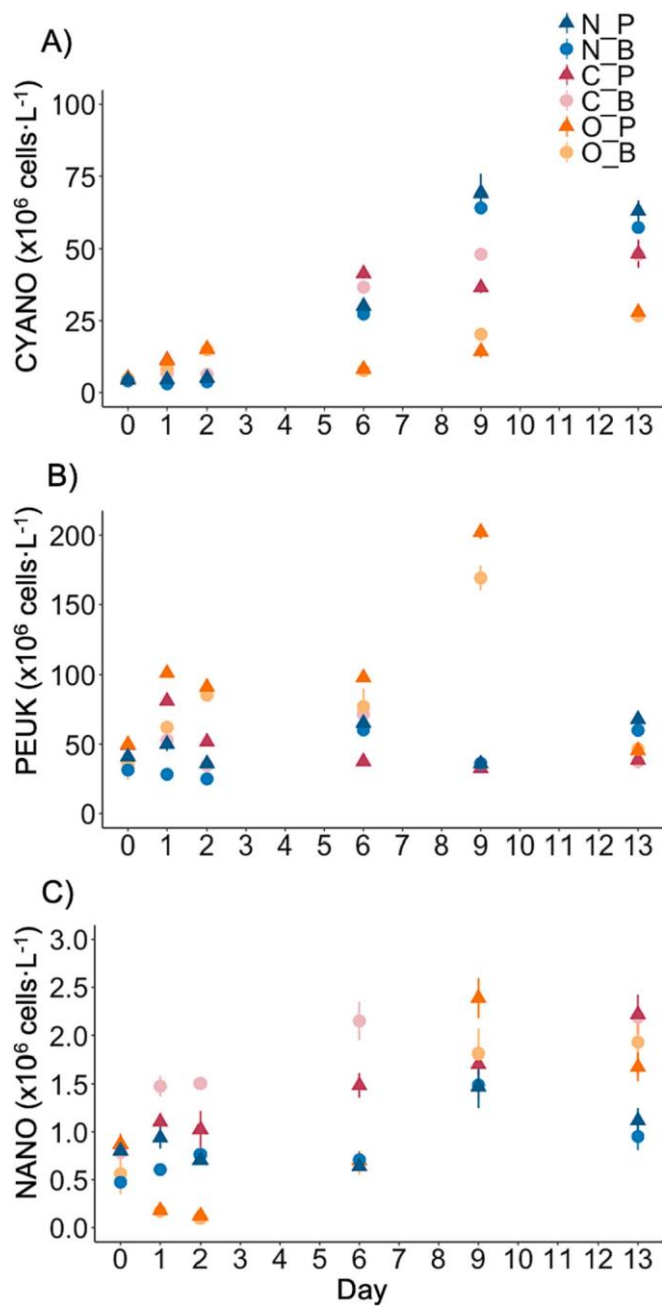 A)
N_P
N_B
C_P
C_B
O_P
O_B
CYANO (x10⁶ cells·L⁻¹)
100
75
50
25
0
0 1 2 3 4 5 6 7 8 9 10 11 12 13
B)
PEUK (x10⁶ cells·L⁻¹)
200
150
100
50
0
0 1 2 3 4 5 6 7 8 9 10 11 12 13
C)
NANO (x10⁶ cells·L⁻¹)
3.0
2.5
2.0
1.5
1.0
0.5
0.0
0 1 2 3 4 5 6 7 8 9 10 11 12 13
Day